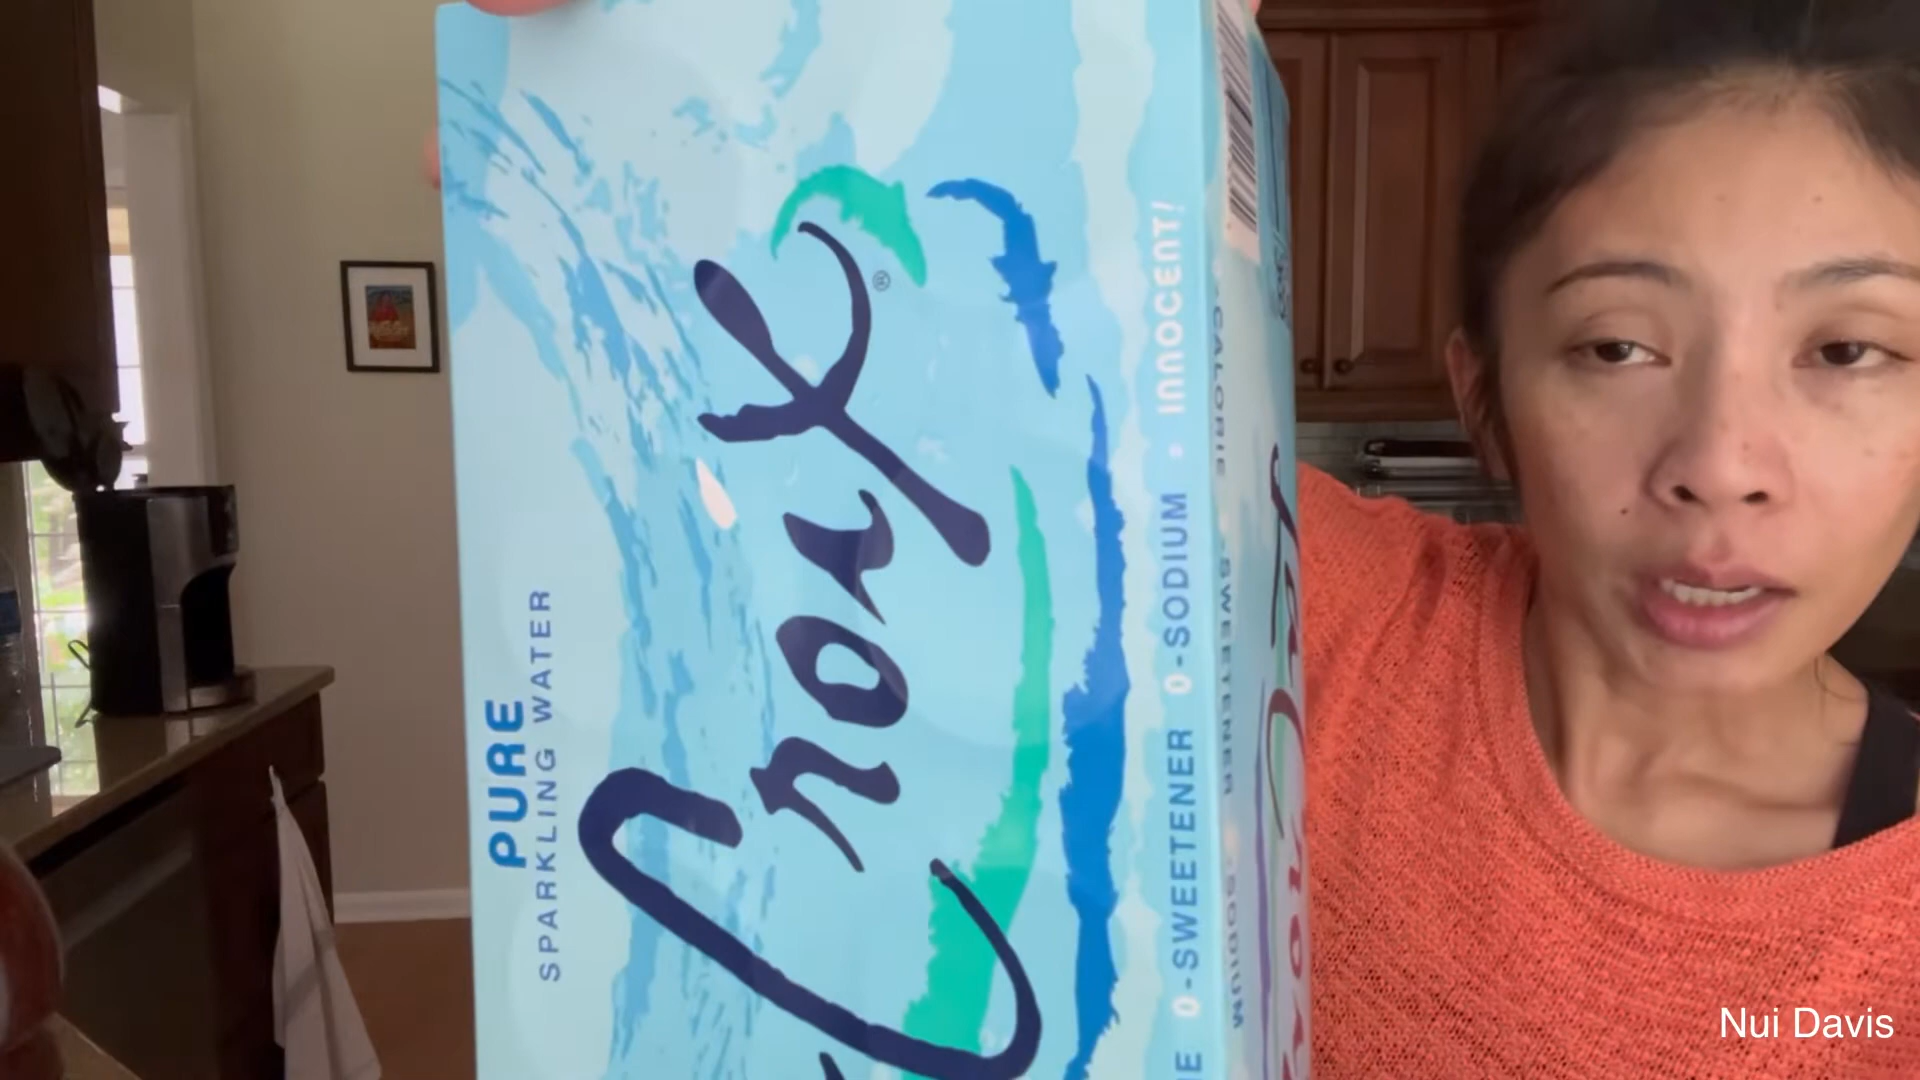 PURE
SPARKLING WATER
Croix®
0-SWEETENER 0-SODIUM • INNOCENT!
CALORIE • SWEETENER • SODIUM
Nui Davis